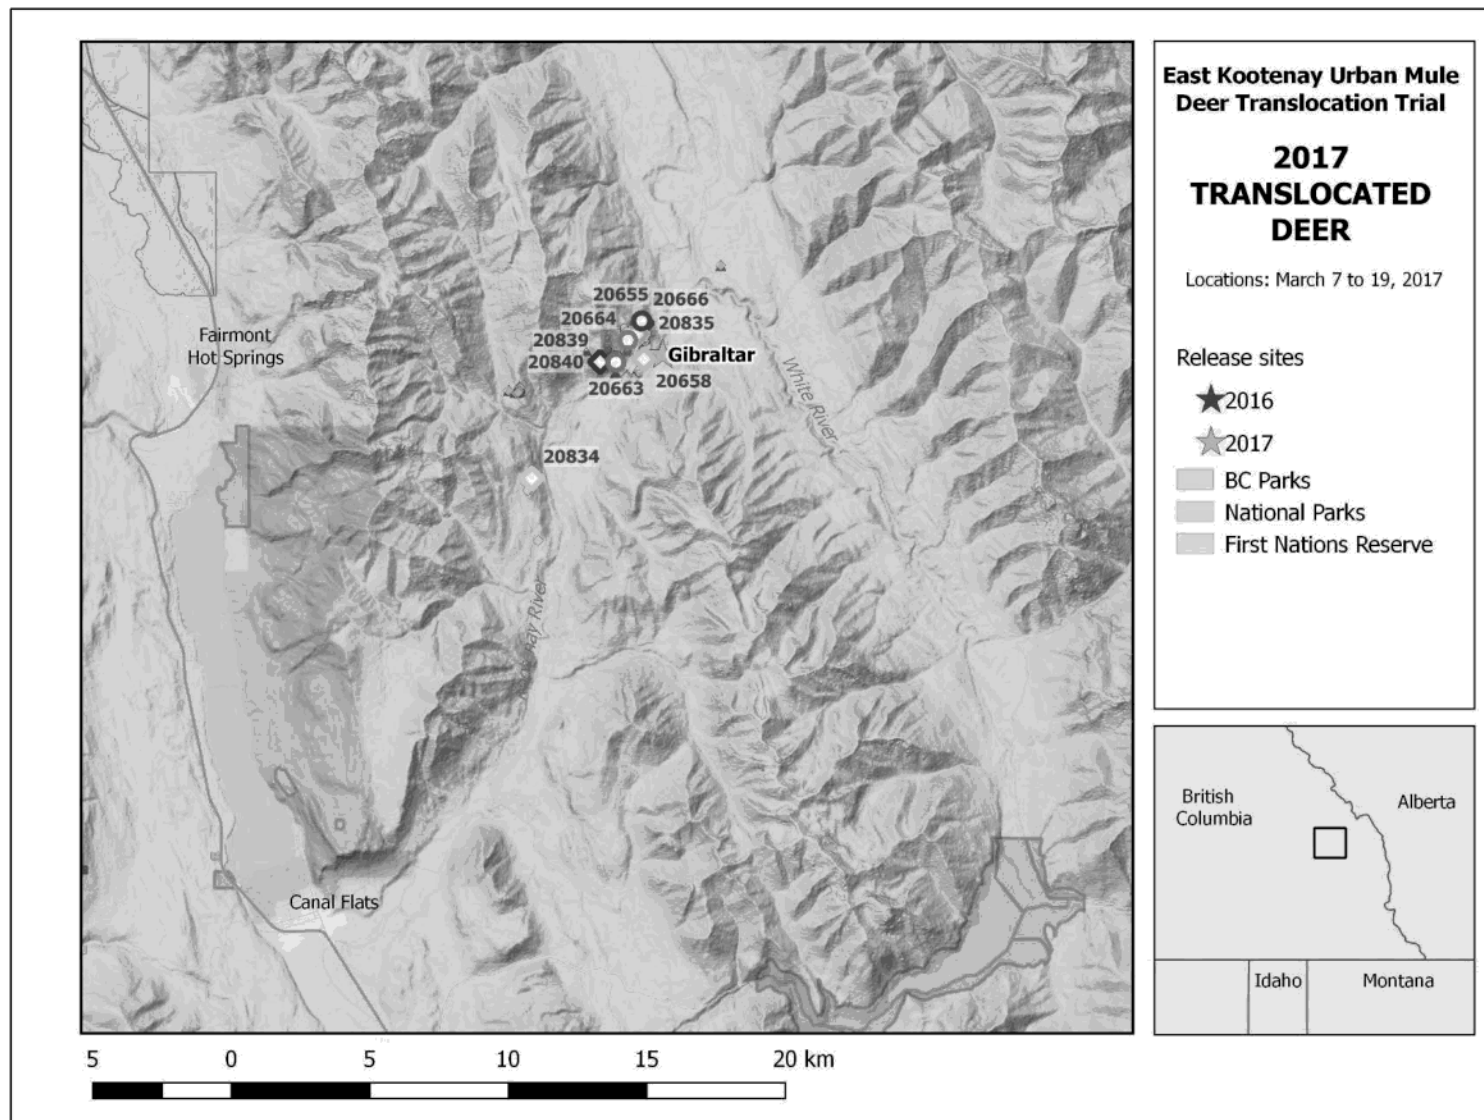 East Kootenay Urban Mule
Deer Translocation Trial
2017
TRANSLOCATED
DEER
Locations: March 7 to 19, 2017
Release sites
2016
2017
BC Parks
National Parks
First Nations Reserve
20655
20666
20664
20835
20839
Gibraltar
20840
20663
20658
20834
Fairmont
Hot Springs
White River
River
Canal Flats
British
Columbia
Alberta
Idaho
Montana
5 0 5 10 15 20 km